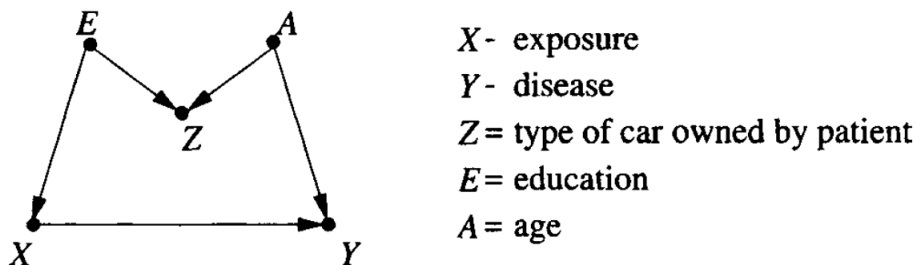 E
A
Z
X
Y
X - exposure
Y - disease
Z = type of car owned by patient
E = education
A = age